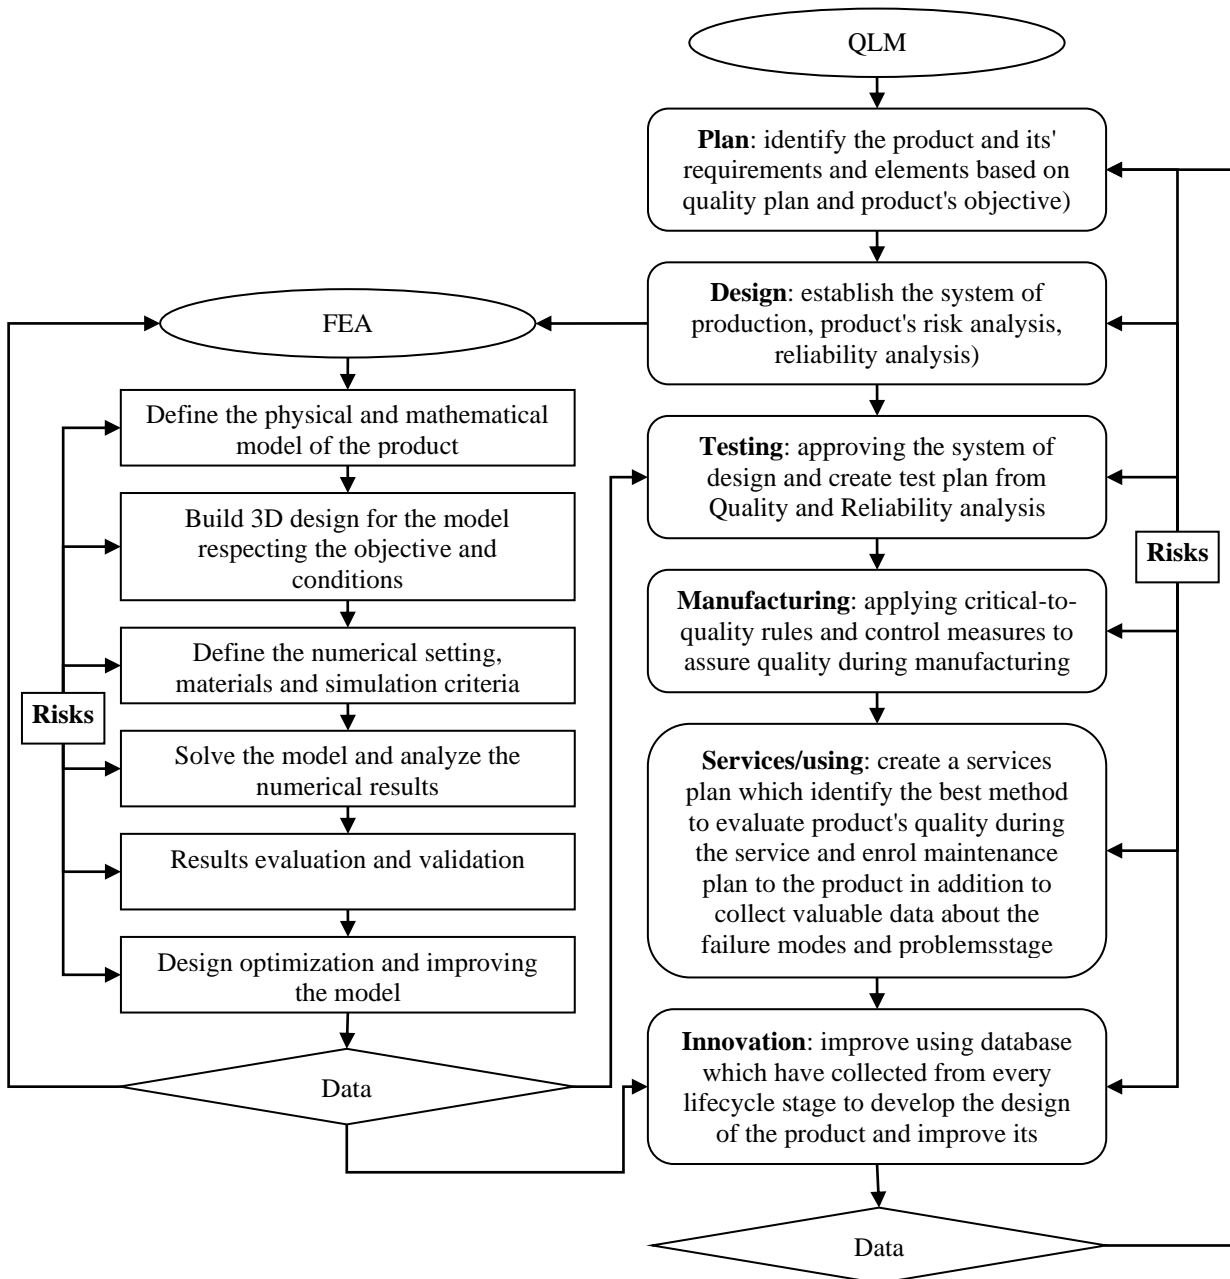 QLM
Plan: identify the product and its'
requirements and elements based on
quality plan and product's objective)
Design: establish the system of
production, product's risk analysis,
reliability analysis)
Testing: approving the system of
design and create test plan from
Quality and Reliability analysis
Manufacturing: applying critical-to-
quality rules and control measures to
assure quality during manufacturing
Services/using: create a services
plan which identify the best method
to evaluate product's quality during
the service and enrol maintenance
plan to the product in addition to
collect valuable data about the
failure modes and problemsstage
Innovation: improve using database
which have collected from every
lifecycle stage to develop the design
of the product and improve its
Data
Risks
FEA
Define the physical and mathematical
model of the product
Build 3D design for the model
respecting the objective and
conditions
Define the numerical setting,
materials and simulation criteria
Solve the model and analyze the
numerical results
Results evaluation and validation
Design optimization and improving
the model
Data
Risks